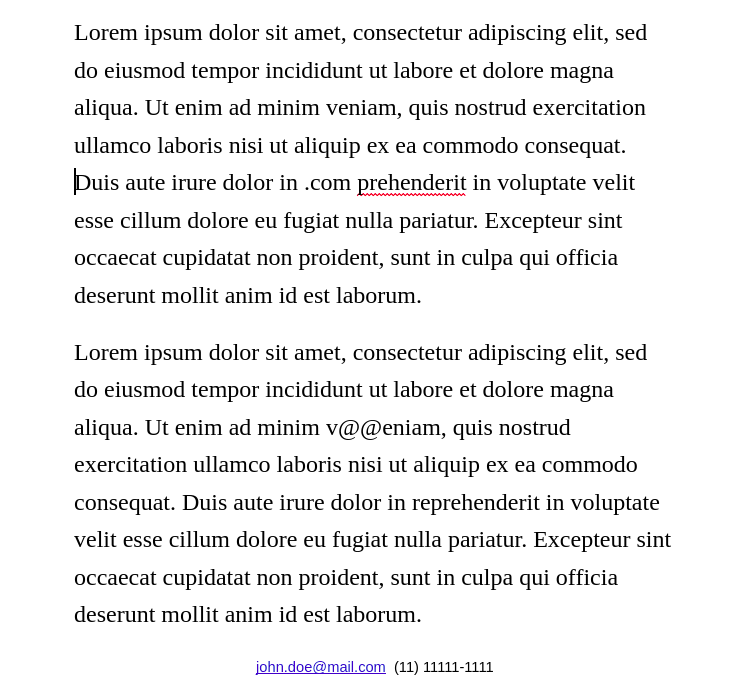 Lorem ipsum dolor sit amet, consectetur adipiscing elit, sed
do eiusmod tempor incididunt ut labore et dolore magna
aliqua. Ut enim ad minim veniam, quis nostrud exercitation
ullamco laboris nisi ut aliquip ex ea commodo consequat.
Duis aute irure dolor in .com prehenderit in voluptate velit
esse cillum dolore eu fugiat nulla pariatur. Excepteur sint
occaecat cupidatat non proident, sunt in culpa qui officia
deserunt mollit anim id est laborum.
Lorem ipsum dolor sit amet, consectetur adipiscing elit, sed
do eiusmod tempor incididunt ut labore et dolore magna
aliqua. Ut enim ad minim v@@eniam, quis nostrud
exercitation ullamco laboris nisi ut aliquip ex ea commodo
consequat. Duis aute irure dolor in reprehenderit in voluptate
velit esse cillum dolore eu fugiat nulla pariatur. Excepteur sint
occaecat cupidatat non proident, sunt in culpa qui officia
deserunt mollit anim id est laborum.
john.doe@mail.com (11) 11111-1111